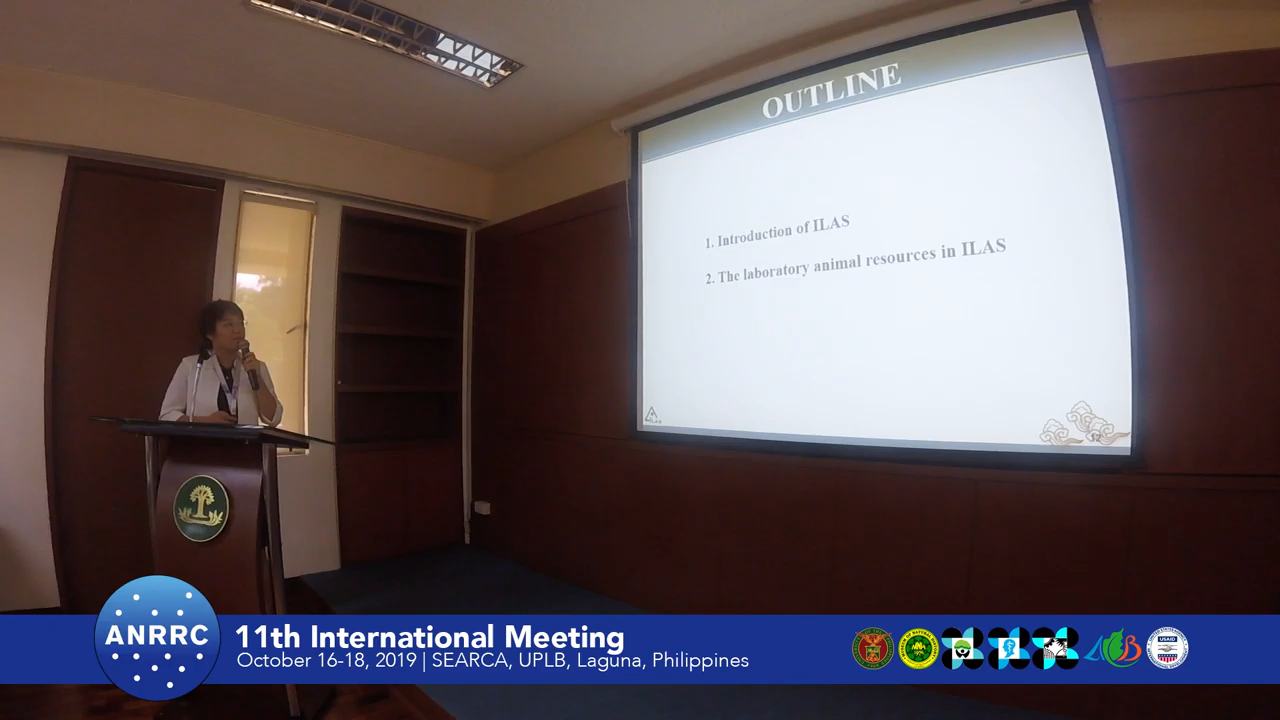 OUTLINE
1. Introduction of ILAS
2. The laboratory animal resources in ILAS
ANRRC
11th International Meeting
October 16-18, 2019 | SEARCA, UPLB, Laguna, Philippines
USAID